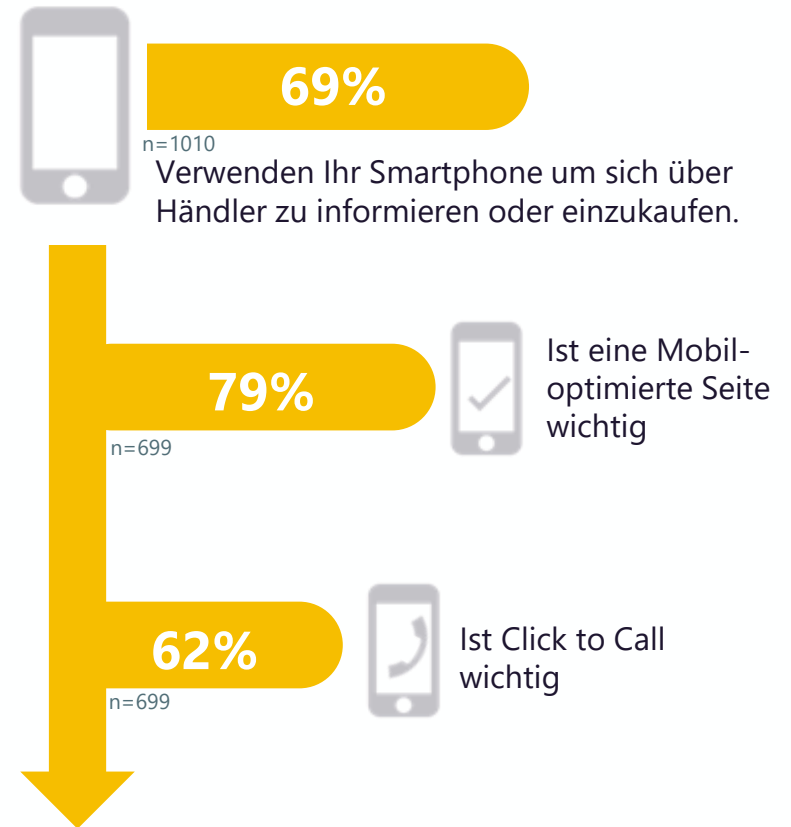 69%
n=1010
Verwenden Ihr Smartphone um sich über
Händler zu informieren oder einzukaufen.
79%
n=699
Ist eine Mobil-
optimierte Seite
wichtig
62%
n=699
Ist Click to Call
wichtig